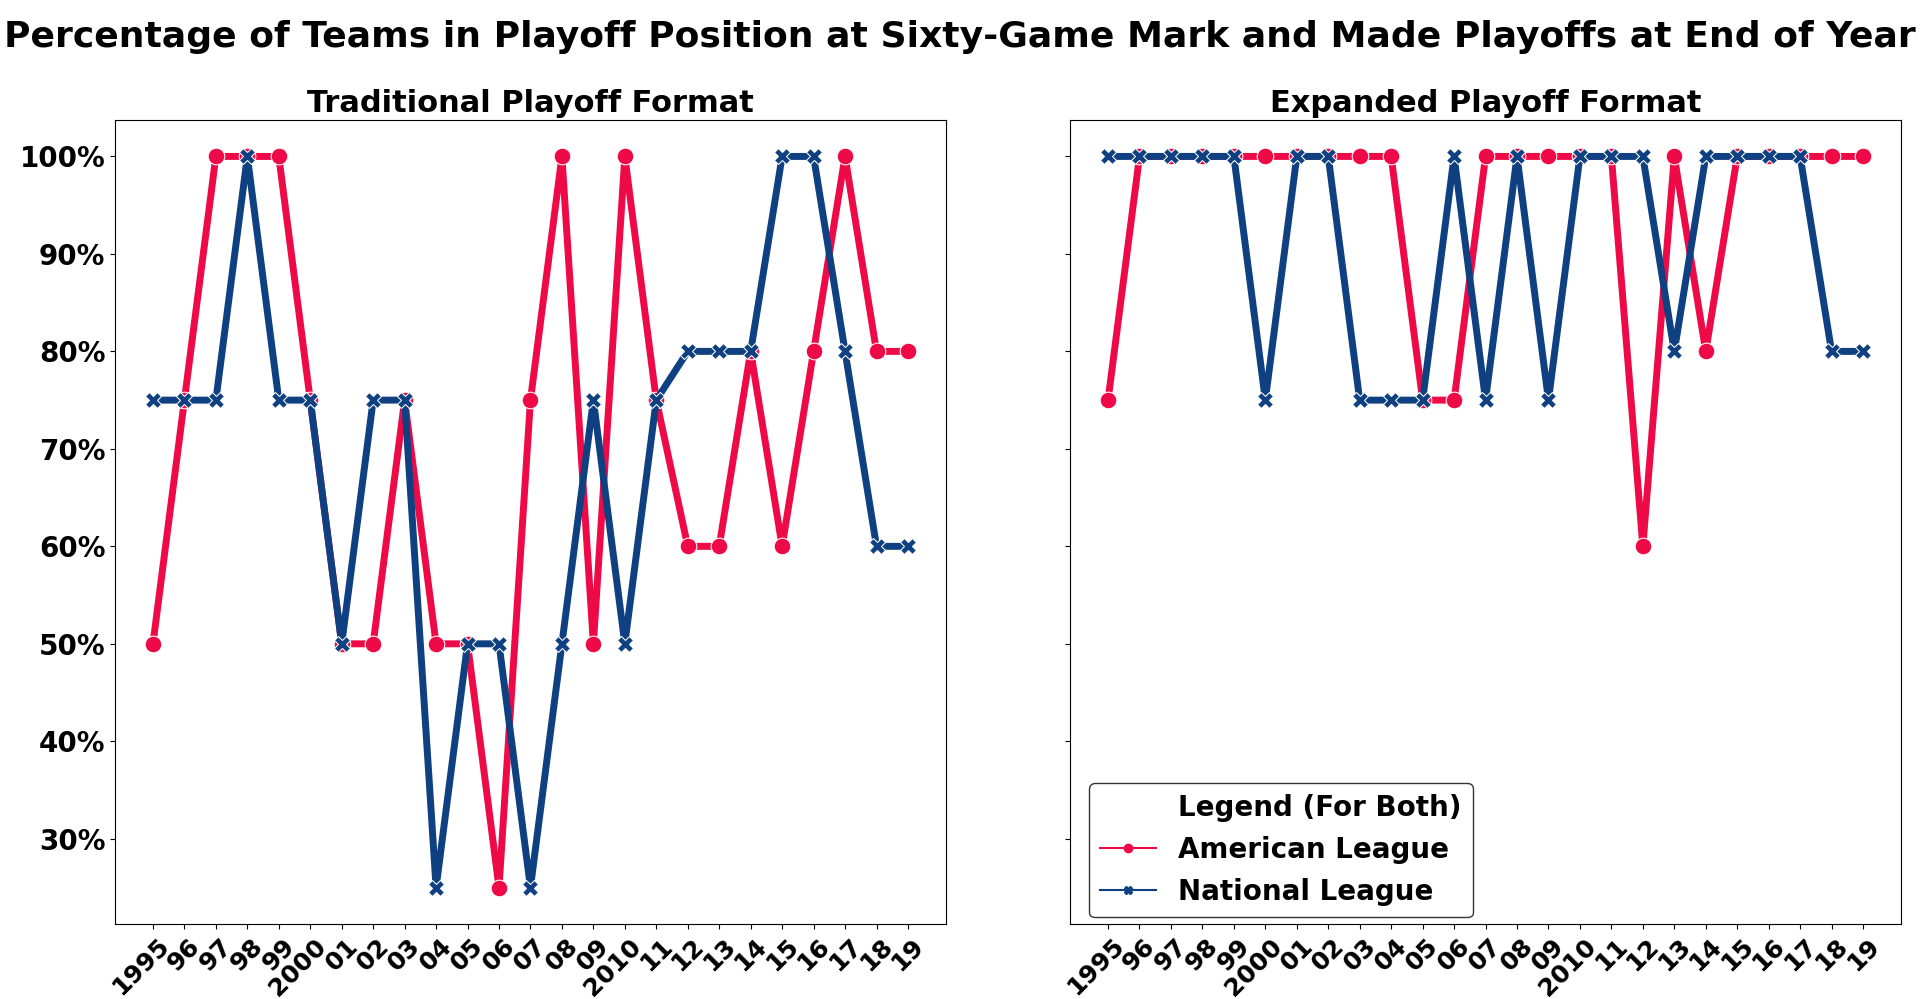 Percentage of Teams in Playoff Position at Sixty-Game Mark and Made Playoffs at End of Year
Traditional Playoff Format
100%
90%
80%
70%
60%
50%
40%
30%
1995 96 97 98 99 2000 01 02 03 04 05 06 07 08 09 2010 11 12 13 14 15 16 17 18 19
Expanded Playoff Format
Legend (For Both)
American League
National League
1995 96 97 98 99 2000 01 02 03 04 05 06 07 08 09 2010 11 12 13 14 15 16 17 18 19